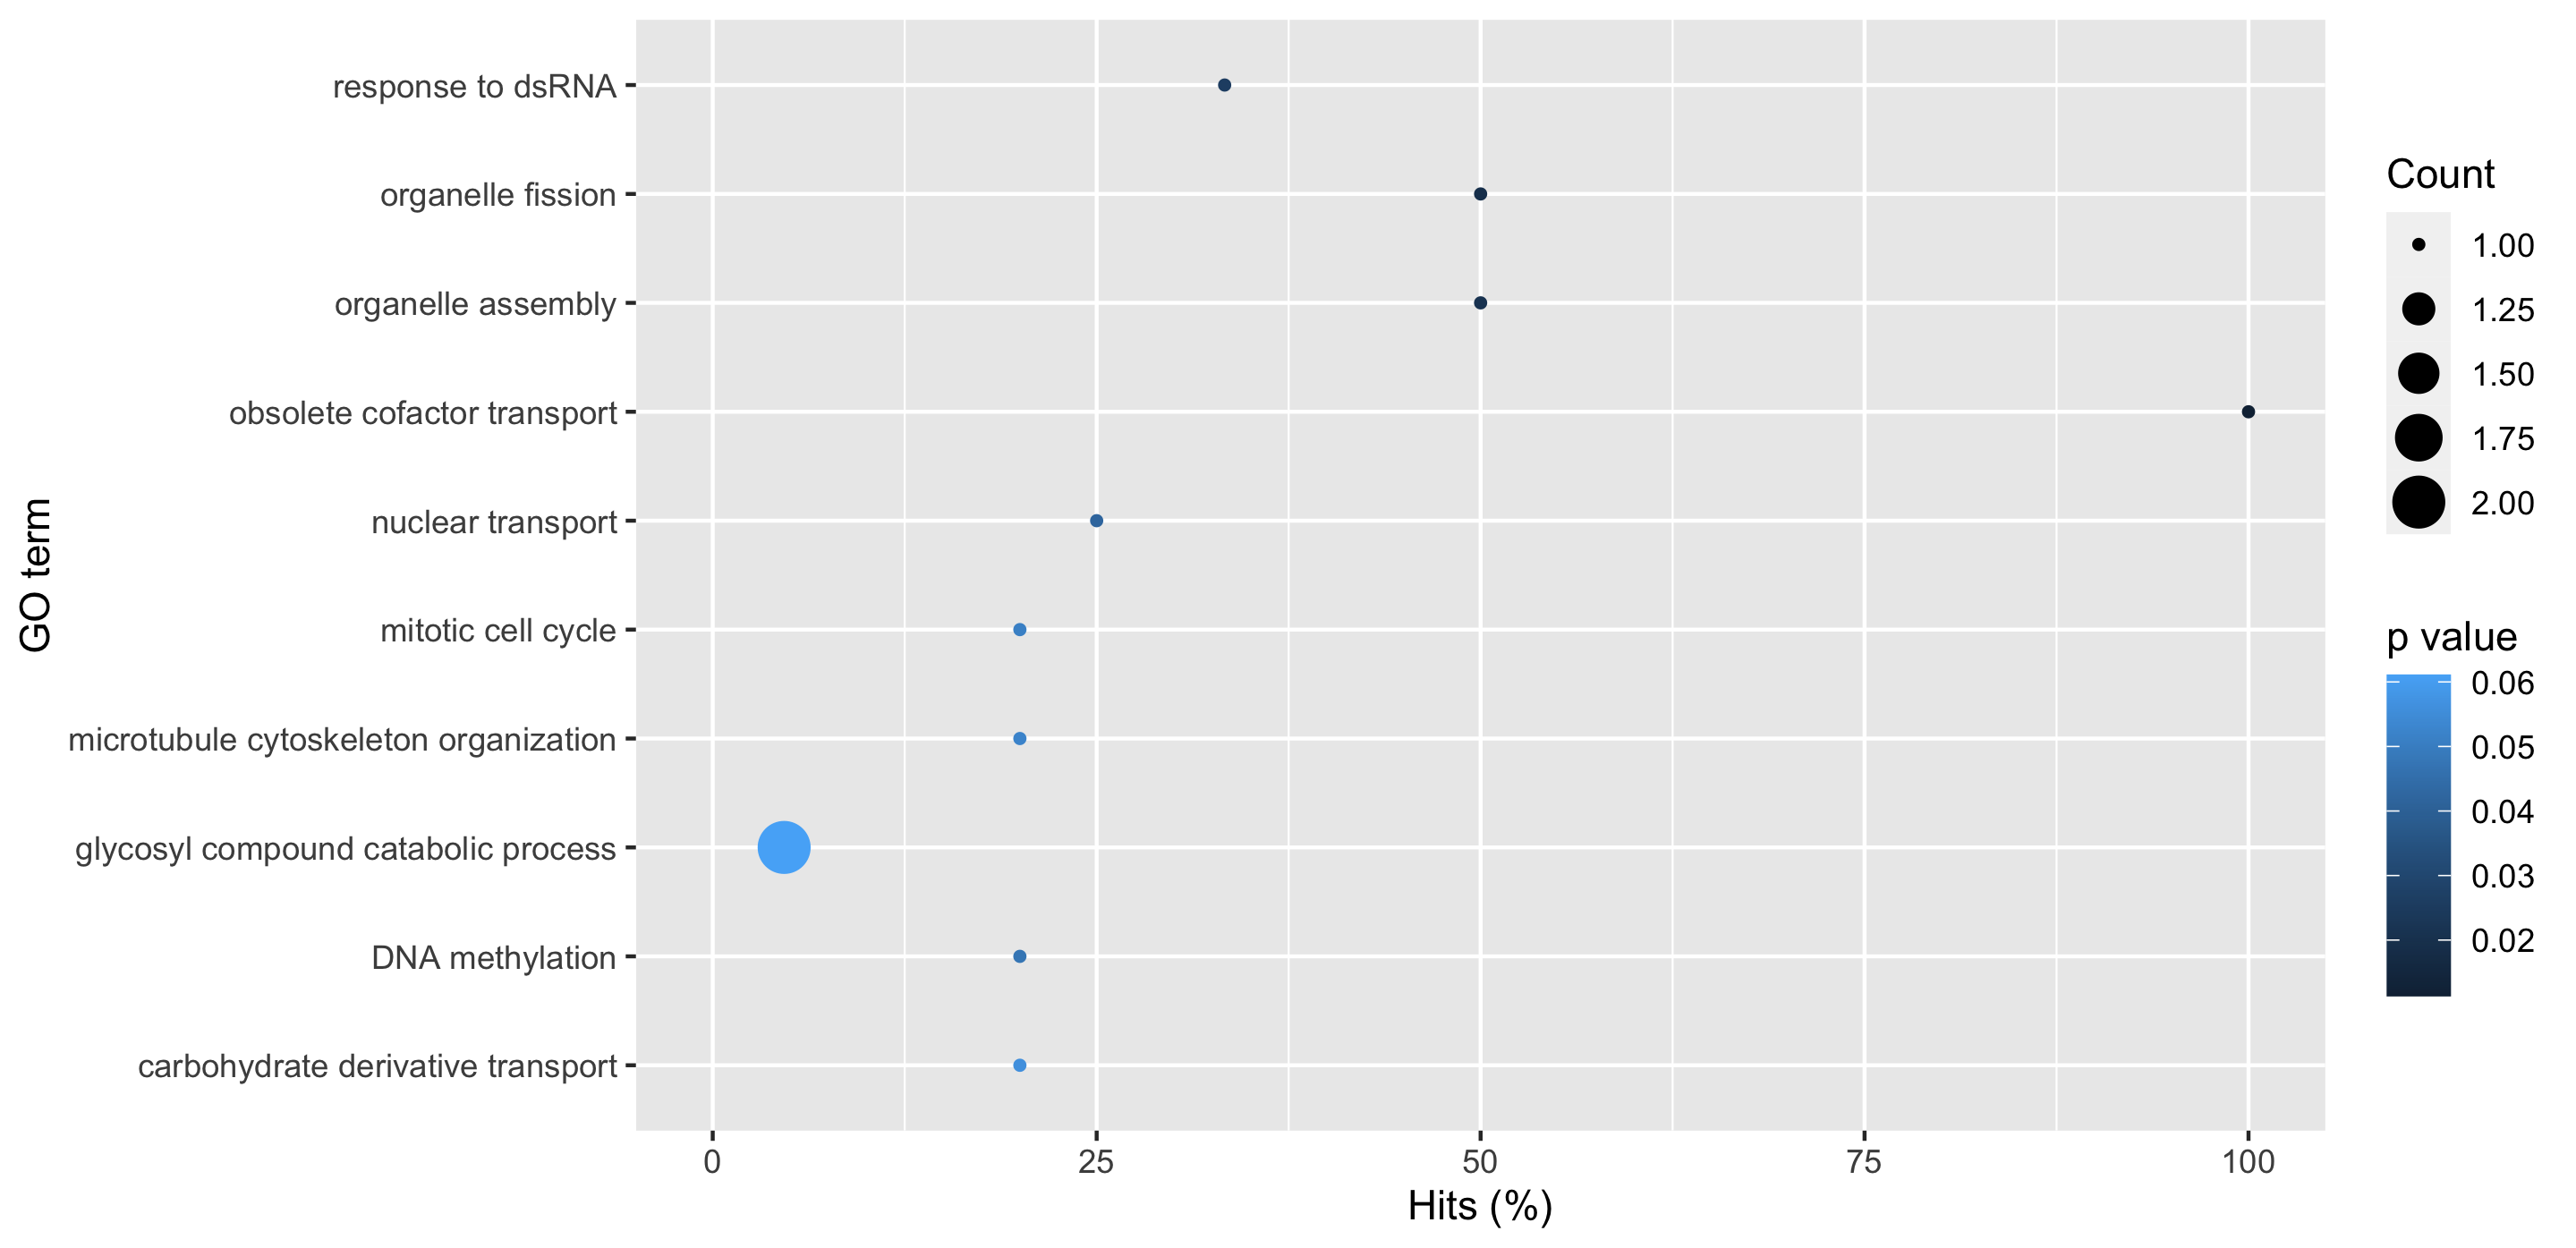 response to dsRNA
organelle fission
organelle assembly
obsolete cofactor transport
nuclear transport
mitotic cell cycle
microtubule cytoskeleton organization
glycosyl compound catabolic process
DNA methylation
carbohydrate derivative transport
GO term
0
25
50
75
100
Hits (%)
Count
1.00
1.25
1.50
1.75
2.00
p value
0.06
0.05
0.04
0.03
0.02